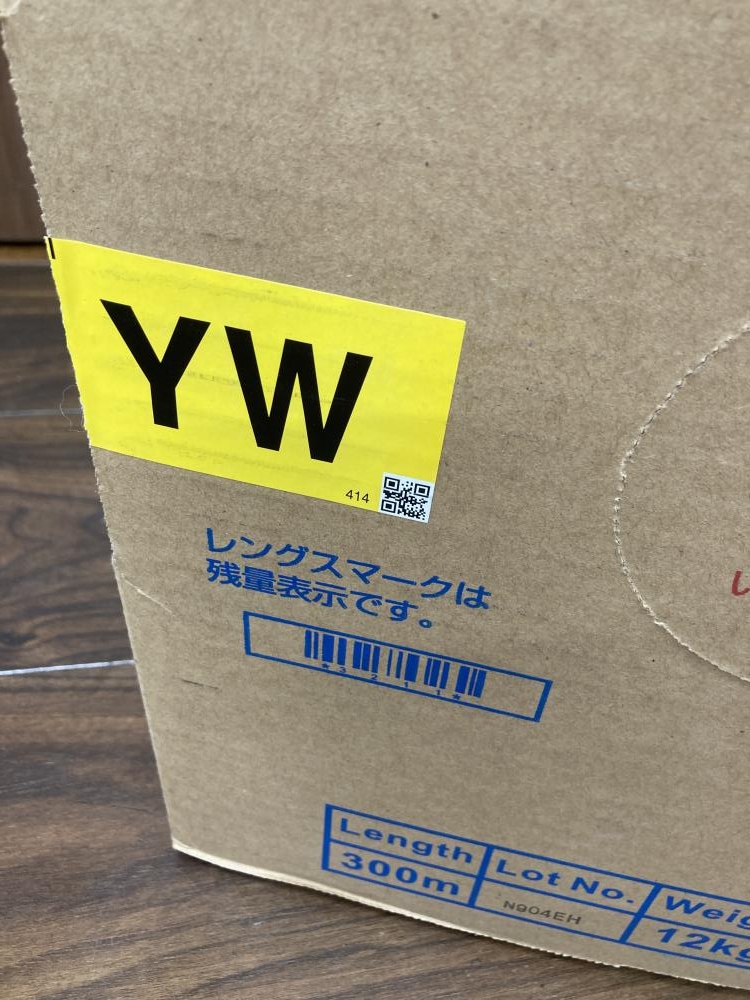 YW
414
レングスマークは
残量表示です。
*3211*
Length
Lot No.
300m
N904EH
12kg